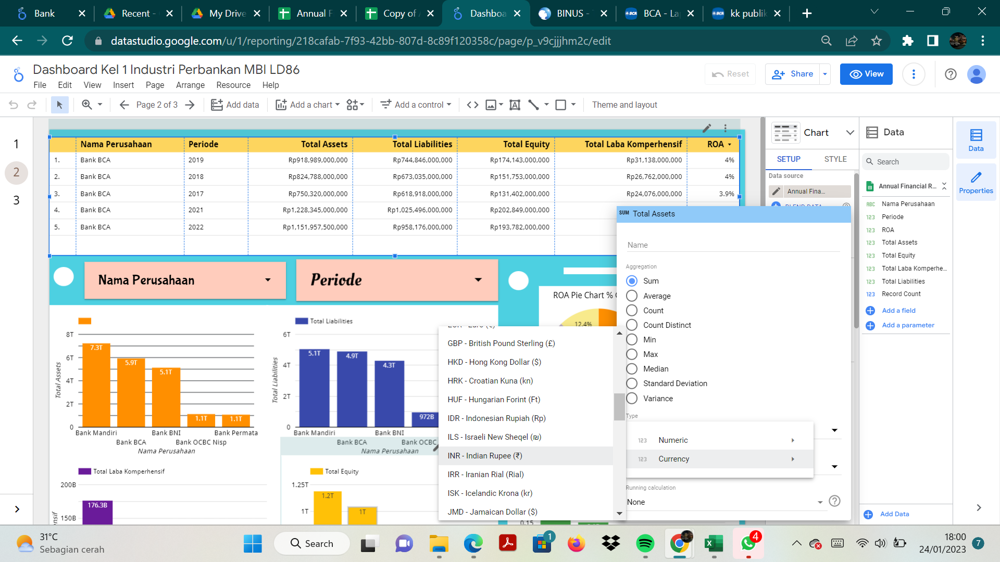 Bank
Recent -
My Drive
Annual F
Copy of A
Dashboa
BINUS -
BCA - La
kk publik
datastudio.google.com/u/1/reporting/218cafab-7f93-42bb-807d-8c89f120358c/page/p_v9cjjjhm2c/edit
Dashboard Kel 1 Industri Perbankan MBI LD86
File Edit View Insert Page Arrange Resource Help
Reset
Share
View
Page 2 of 3
Add data
Add a chart
Add a control
Theme and layout
1
2
3
Nama Perusahaan Periode Total Assets Total Liabilities Total Equity Total Laba Komperhensif ROA
1. Bank BCA 2019 Rp918,989,000,000 Rp744,846,000,000 Rp174,143,000,000 Rp31,138,000,000 4%
2. Bank BCA 2018 Rp824,788,000,000 Rp673,035,000,000 Rp151,753,000,000 Rp26,762,000,000 4%
3. Bank BCA 2017 Rp750,320,000,000 Rp618,918,000,000 Rp131,402,000,000 Rp24,076,000,000 3.9%
4. Bank BCA 2021 Rp1,228,345,000,000 Rp1,025,496,000,000 Rp202,849,000,000
5. Bank BCA 2022 Rp1,151,957,500,000 Rp958,176,000,000 Rp193,782,000,000
Nama Perusahaan
Periode
ROA Pie Chart %
12.4%
8T
6T
4T
2T
0
Total Assets
7.3T
5.9T
5.1T
1.1T
1.1T
Bank Mandiri Bank BNI Bank Permata
Bank BCA Bank OCBC Nisp
Nama Perusahaan
Total Liabilities
6T
4T
2T
0
Total Liabilities
5.1T
4.9T
4.3T
972B
Bank Mandiri Bank BNI
Bank BCA Bank OCBC
Nama Perusahaan
Total Laba Komperhensif
200B
176.3B
150B
nsif
Total Equity
1.25T
1.2T
1T
1T
0.15
GBP - British Pound Sterling (£)
HKD - Hong Kong Dollar ($)
HRK - Croatian Kuna (kn)
HUF - Hungarian Forint (Ft)
IDR - Indonesian Rupiah (Rp)
ILS - Israeli New Sheqel (₪)
INR - Indian Rupee (₹)
IRR - Iranian Rial (Rial)
ISK - Icelandic Krona (kr)
JMD - Jamaican Dollar ($)
SUM Total Assets
Name
Aggregation
Sum
Average
Count
Count Distinct
Min
Max
Median
Standard Deviation
Variance
Type
123 Numeric
123 Currency
Running calculation
None
Chart
SETUP STYLE
Data source
Annual Fina...
BLEND DATA
Data
Search
Annual Financial R...
ABC Nama Perusahaan
123 Periode
123 ROA
123 Total Assets
123 Total Equity
123 Total Laba Komperhe...
123 Total Liabilities
123 Record Count
Add a field
Add a parameter
Add Data
Data
Properties
31°C
Sebagian cerah
Search
1
4
18:00
24/01/2023
7